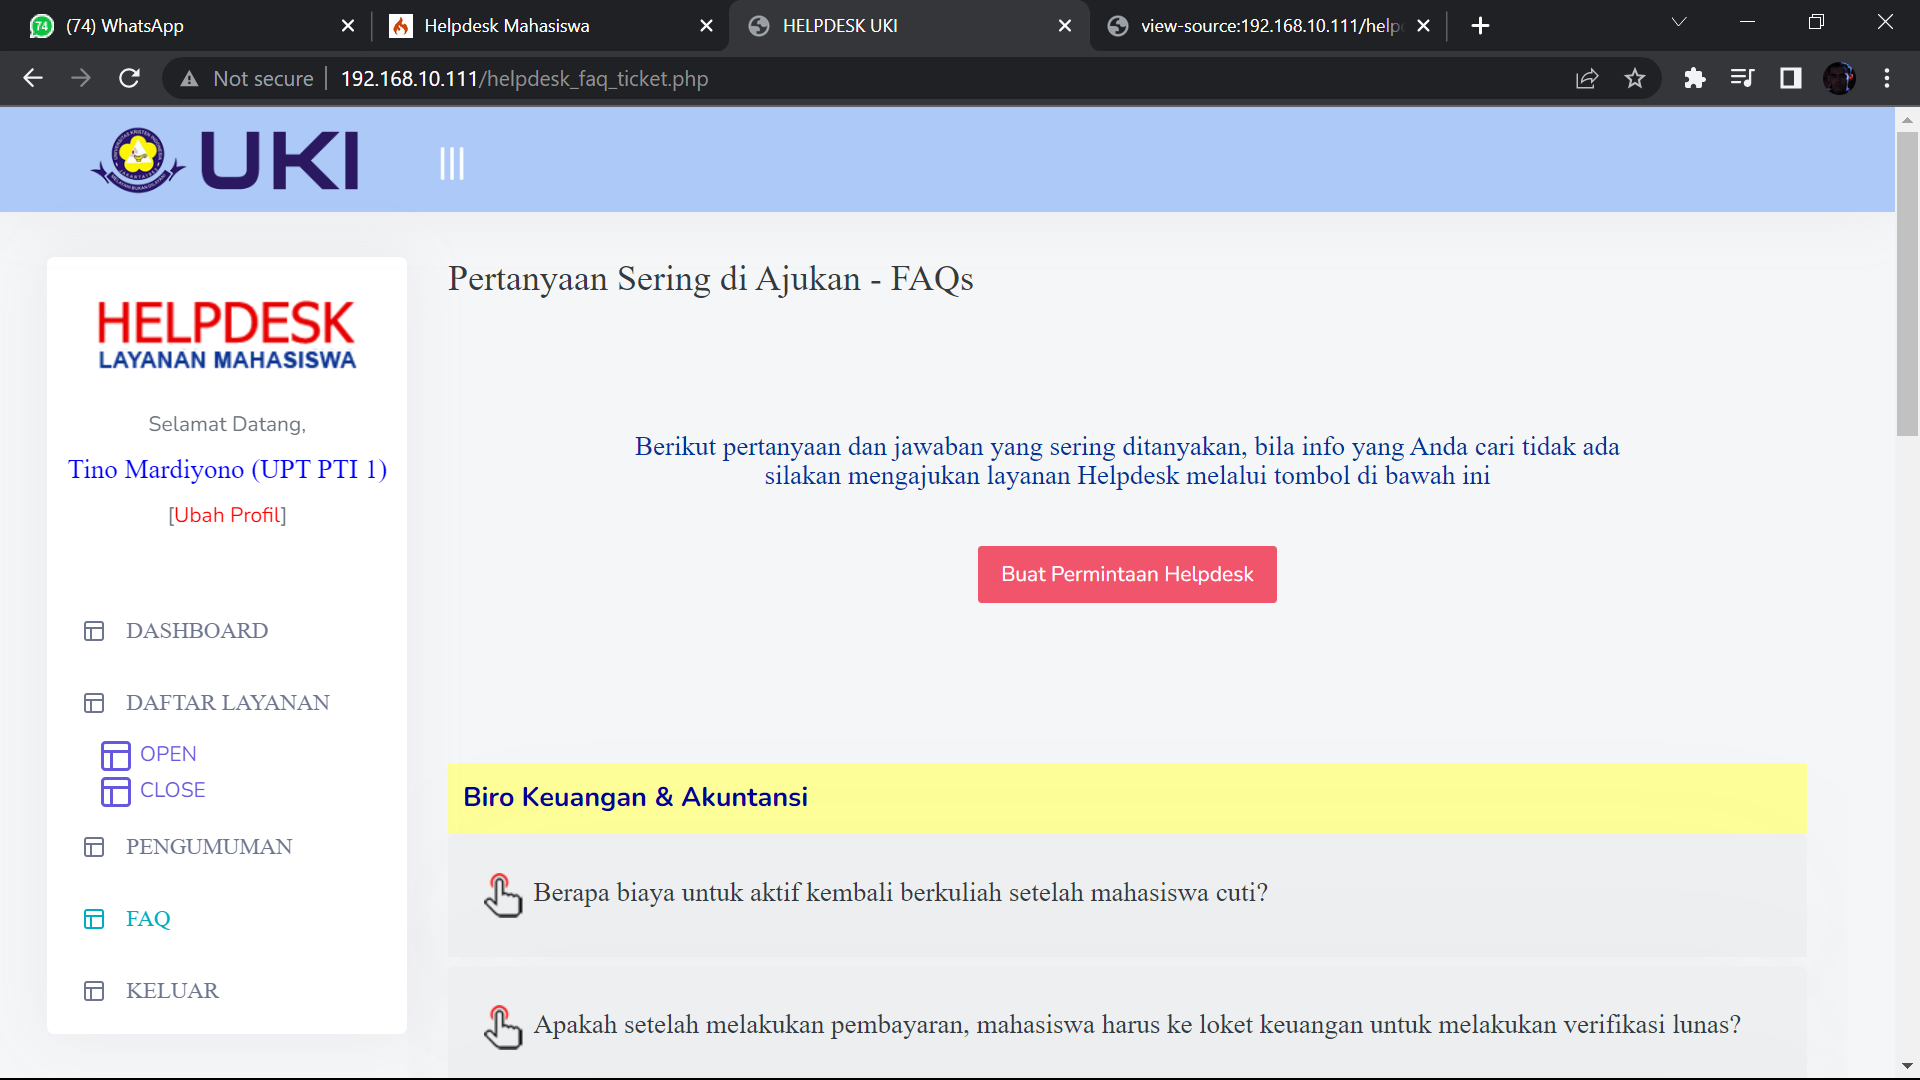 (74) WhatsApp
Helpdesk Mahasiswa
HELPDESK UKI
view-source:192.168.10.111/help
Not secure
192.168.10.111/helpdesk_faq_ticket.php
UKI
HELPDESK
LAYANAN MAHASISWA
Selamat Datang,
Tino Mardiyono (UPT PTI 1)
[Ubah Profil]
DASHBOARD
DAFTAR LAYANAN
OPEN
CLOSE
PENGUMUMAN
FAQ
KELUAR
Pertanyaan Sering di Ajukan - FAQs
Berikut pertanyaan dan jawaban yang sering ditanyakan, bila info yang Anda cari tidak ada
silakan mengajukan layanan Helpdesk melalui tombol di bawah ini
Buat Permintaan Helpdesk
Biro Keuangan & Akuntansi
Berapa biaya untuk aktif kembali berkuliah setelah mahasiswa cuti?
Apakah setelah melakukan pembayaran, mahasiswa harus ke loket keuangan untuk melakukan verifikasi lunas?